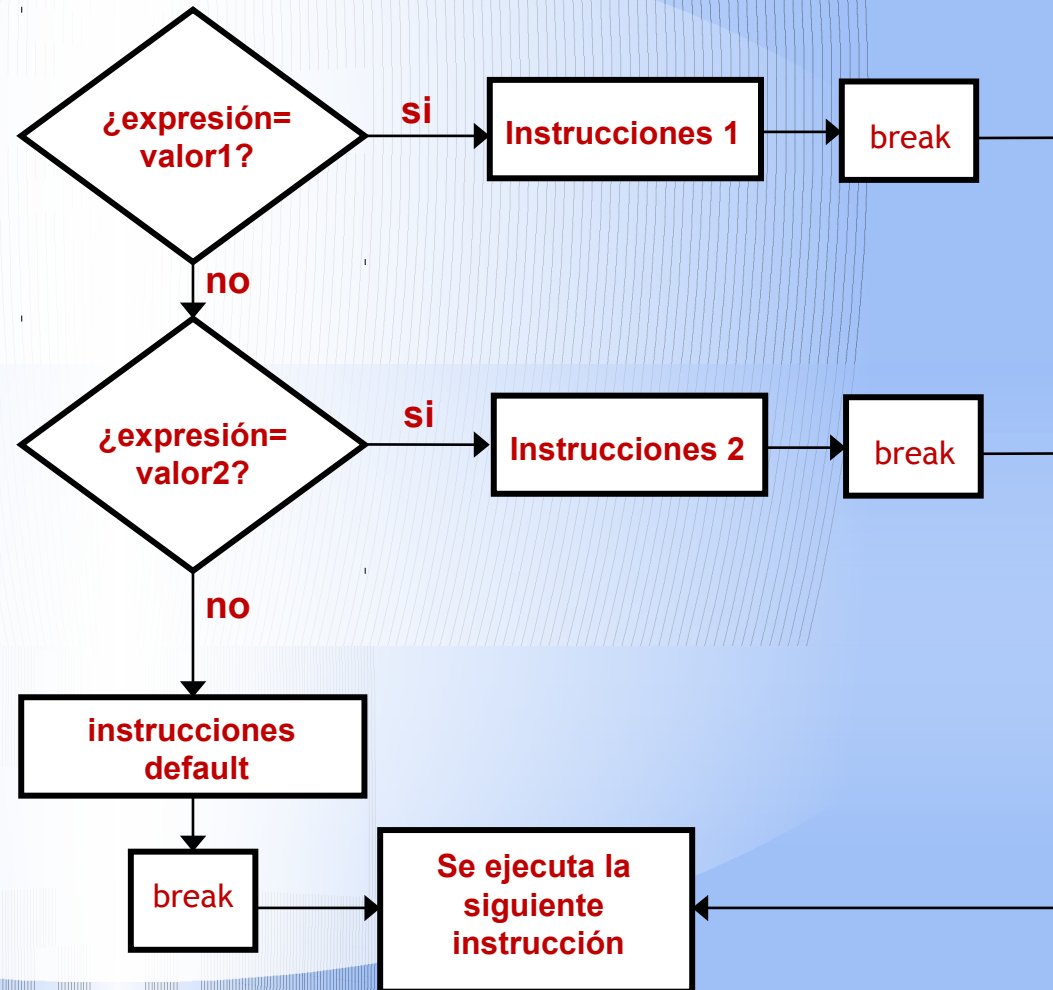 ¿expresión=
valor1?
si
Instrucciones 1
break
no
¿expresión=
valor2?
si
Instrucciones 2
break
no
instrucciones
default
break
Se ejecuta la
siguiente
instrucción